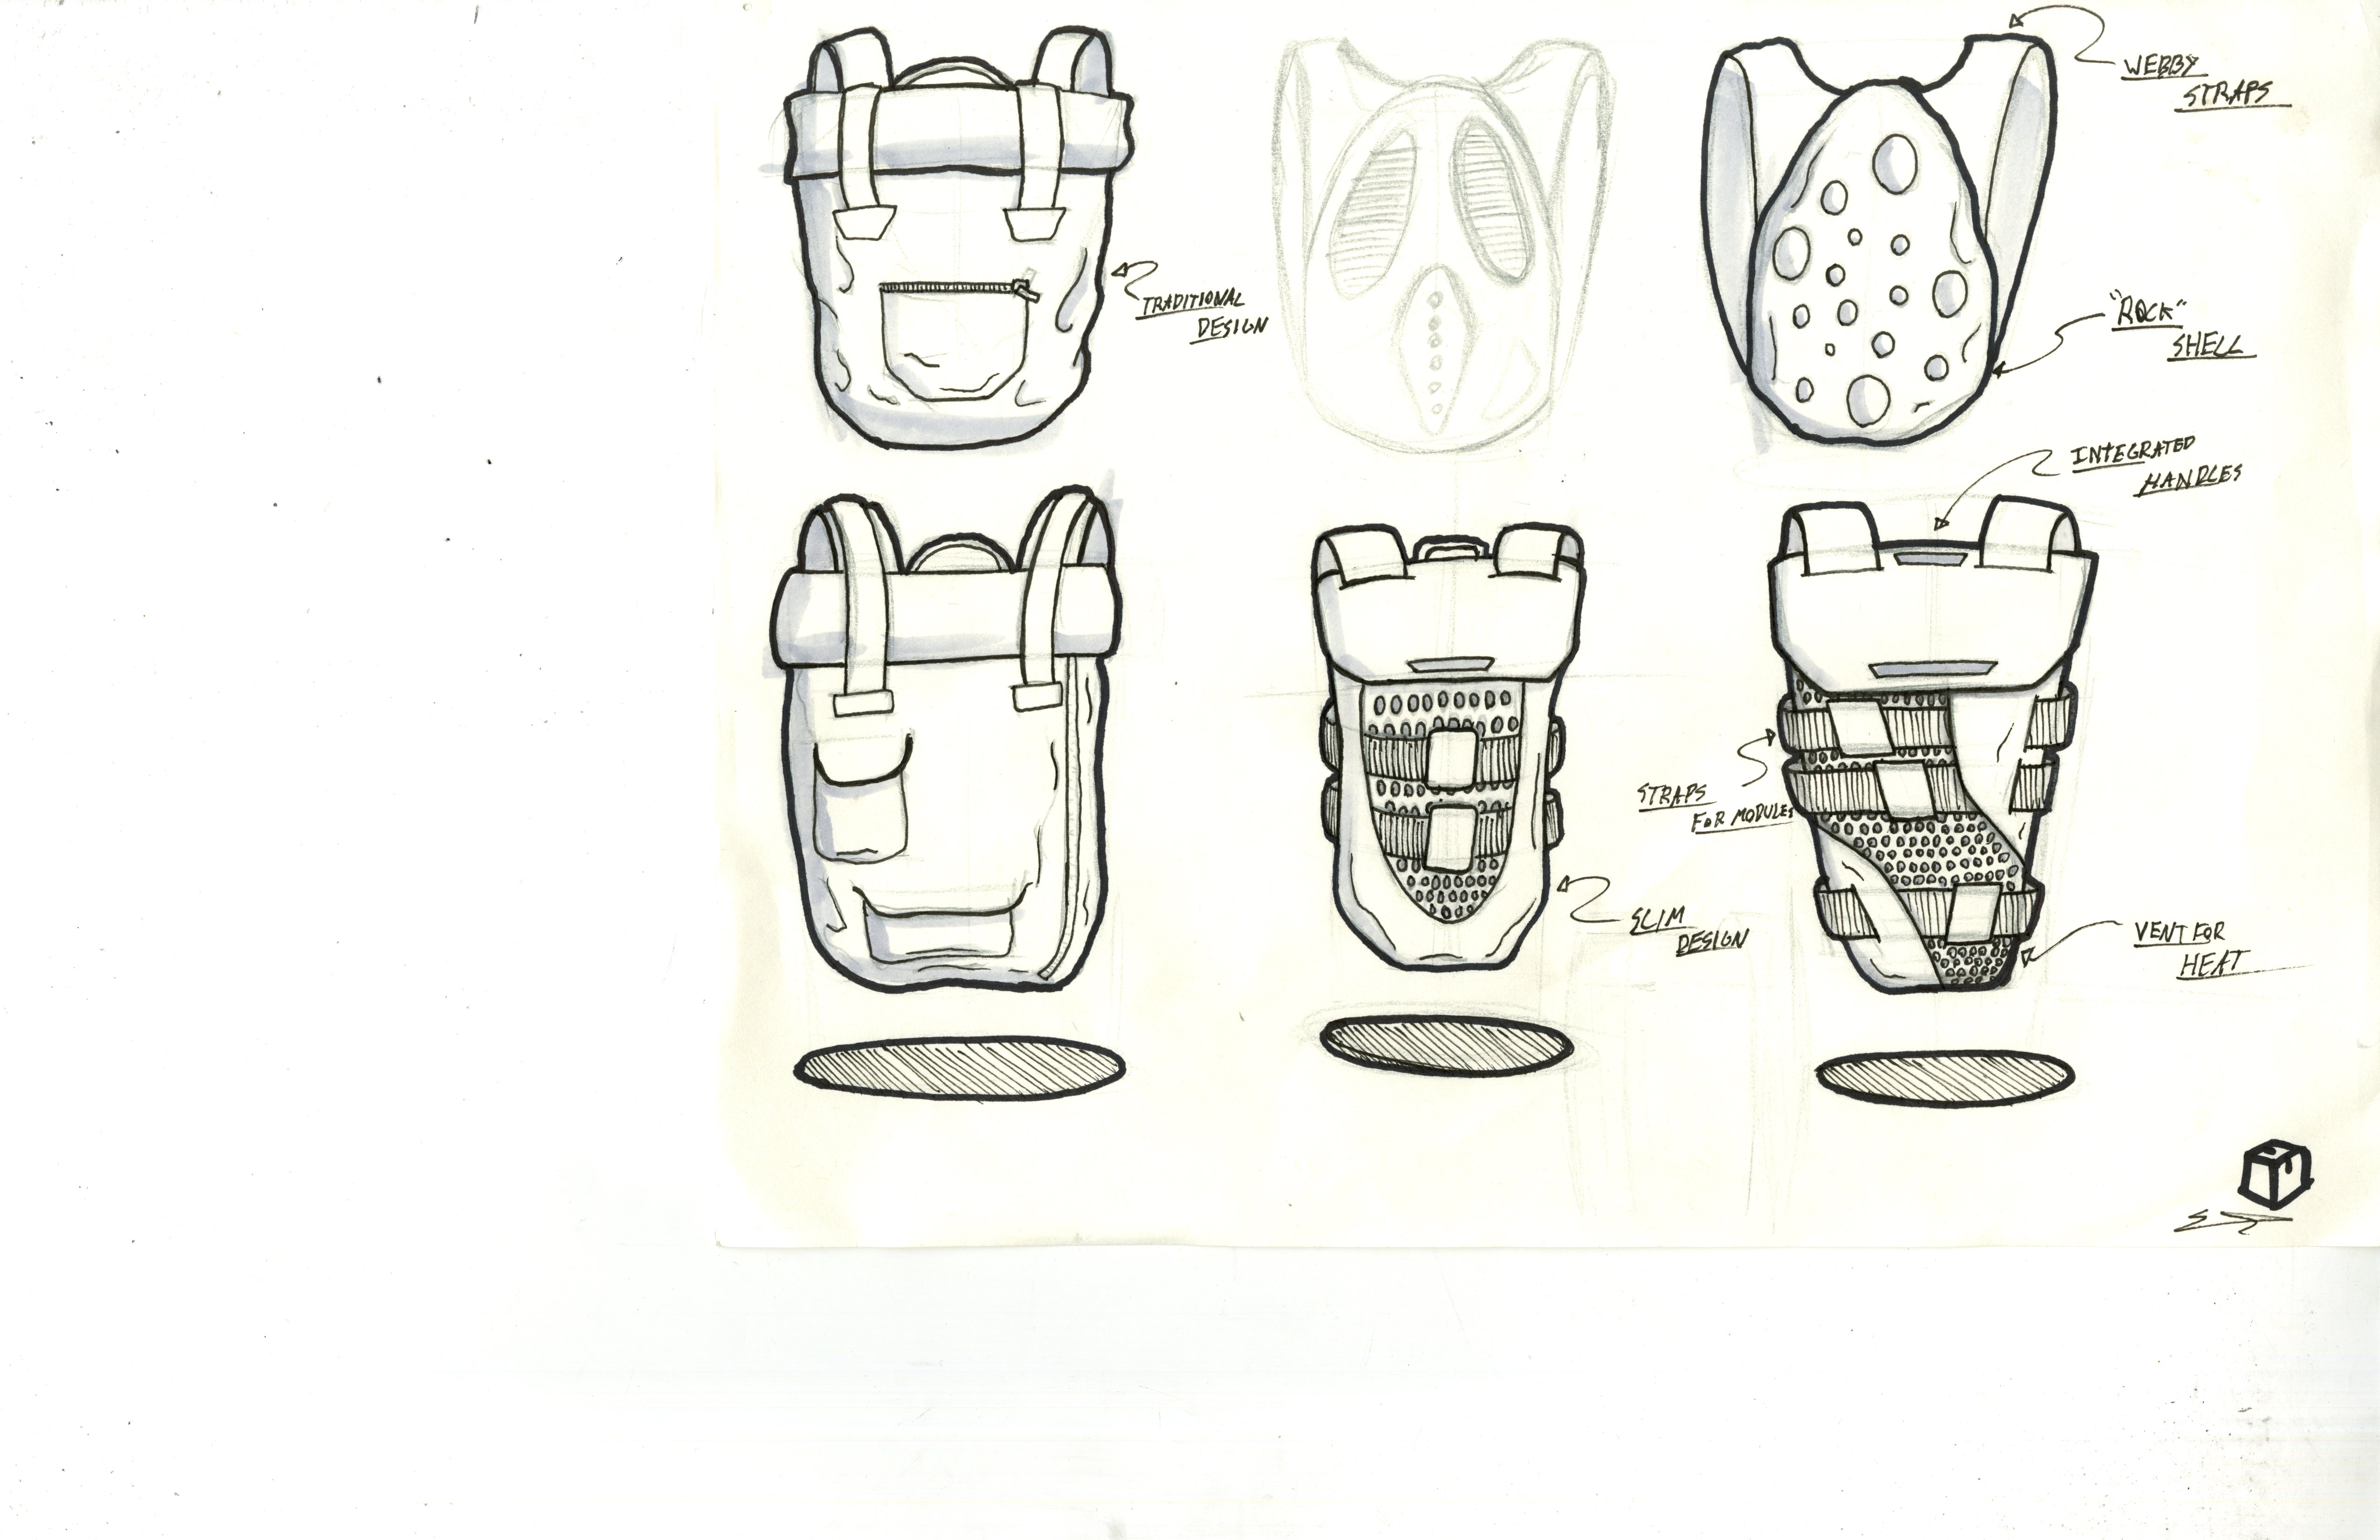 WEBBY
STRAPS
TRADITIONAL
DESIGN
"ROCK"
SHELL
INTEGRATED
HANDLES
STRAPS
FOR MODULES
SLIM
DESIGN
VENT FOR
HEAT